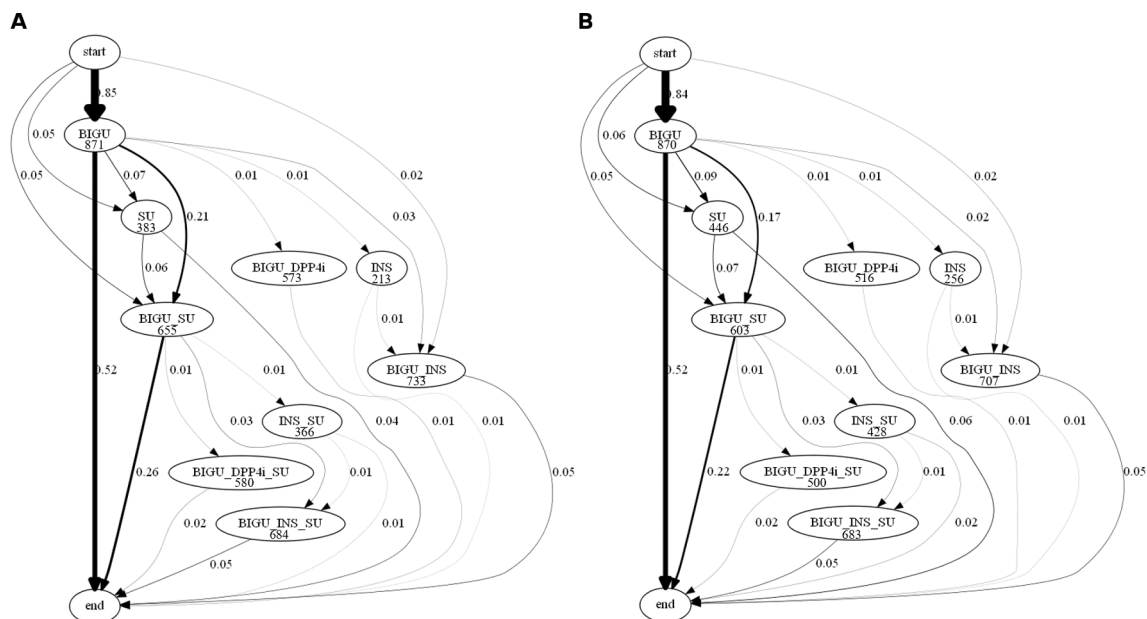 A
start
0.85
BIGU
871
0.05
0.07
0.01
0.01
0.02
0.05
0.21
0.03
SU
383
0.06
BIGU_DPP4i
573
INS
213
0.01
BIGU_SU
655
BIGU_INS
733
0.52
0.01
0.01
0.03
INS_SU
366
0.04
0.01
0.01
0.26
BIGU_DPP4i_SU
580
0.01
0.05
0.02
BIGU_INS_SU
684
0.01
0.05
end
B
start
0.84
BIGU
870
0.06
0.09
0.01
0.01
0.02
0.05
0.17
0.02
SU
446
0.07
BIGU_DPP4i
516
INS
256
0.01
BIGU_SU
603
BIGU_INS
707
0.52
0.01
0.01
0.03
INS_SU
428
0.06
0.01
0.01
0.22
BIGU_DPP4i_SU
500
0.01
0.05
0.02
BIGU_INS_SU
683
0.02
0.05
end